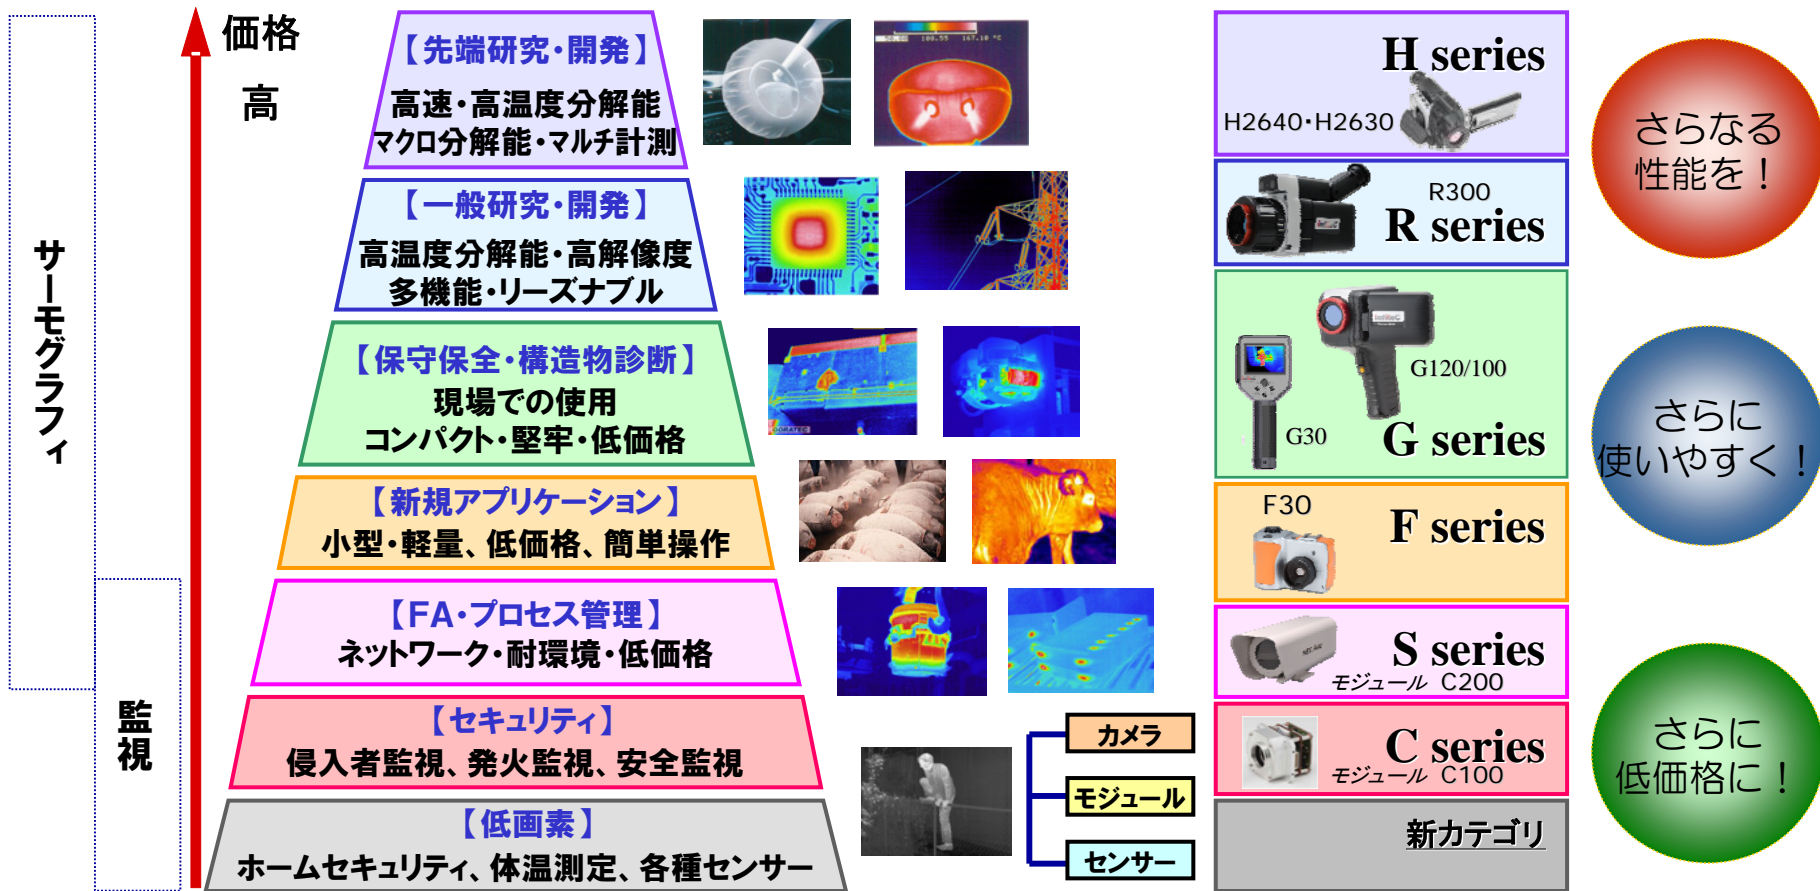 価格
高
サーモグラフィ
監視
【先端研究・開発】
高速・高温度分解能
マクロ分解能・マルチ計測
【一般研究・開発】
高温度分解能・高解像度
多機能・リーズナブル
【保守保全・構造物診断】
現場での使用
コンパクト・堅牢・低価格
【新規アプリケーション】
小型・軽量、低価格、簡単操作
【FA・プロセス管理】
ネットワーク・耐環境・低価格
【セキュリティ】
侵入者監視、発火監視、安全監視
【低画素】
ホームセキュリティ、体温測定、各種センサー
GORATEC
カメラ
モジュール
センサー
H series
H2640・H2630
R300
R series
G120/100
G30
G series
F30
F series
S series
モジュール C200
C series
モジュール C100
新カテゴリ
さらなる
性能を！
さらに
使いやすく！
さらに
低価格に！